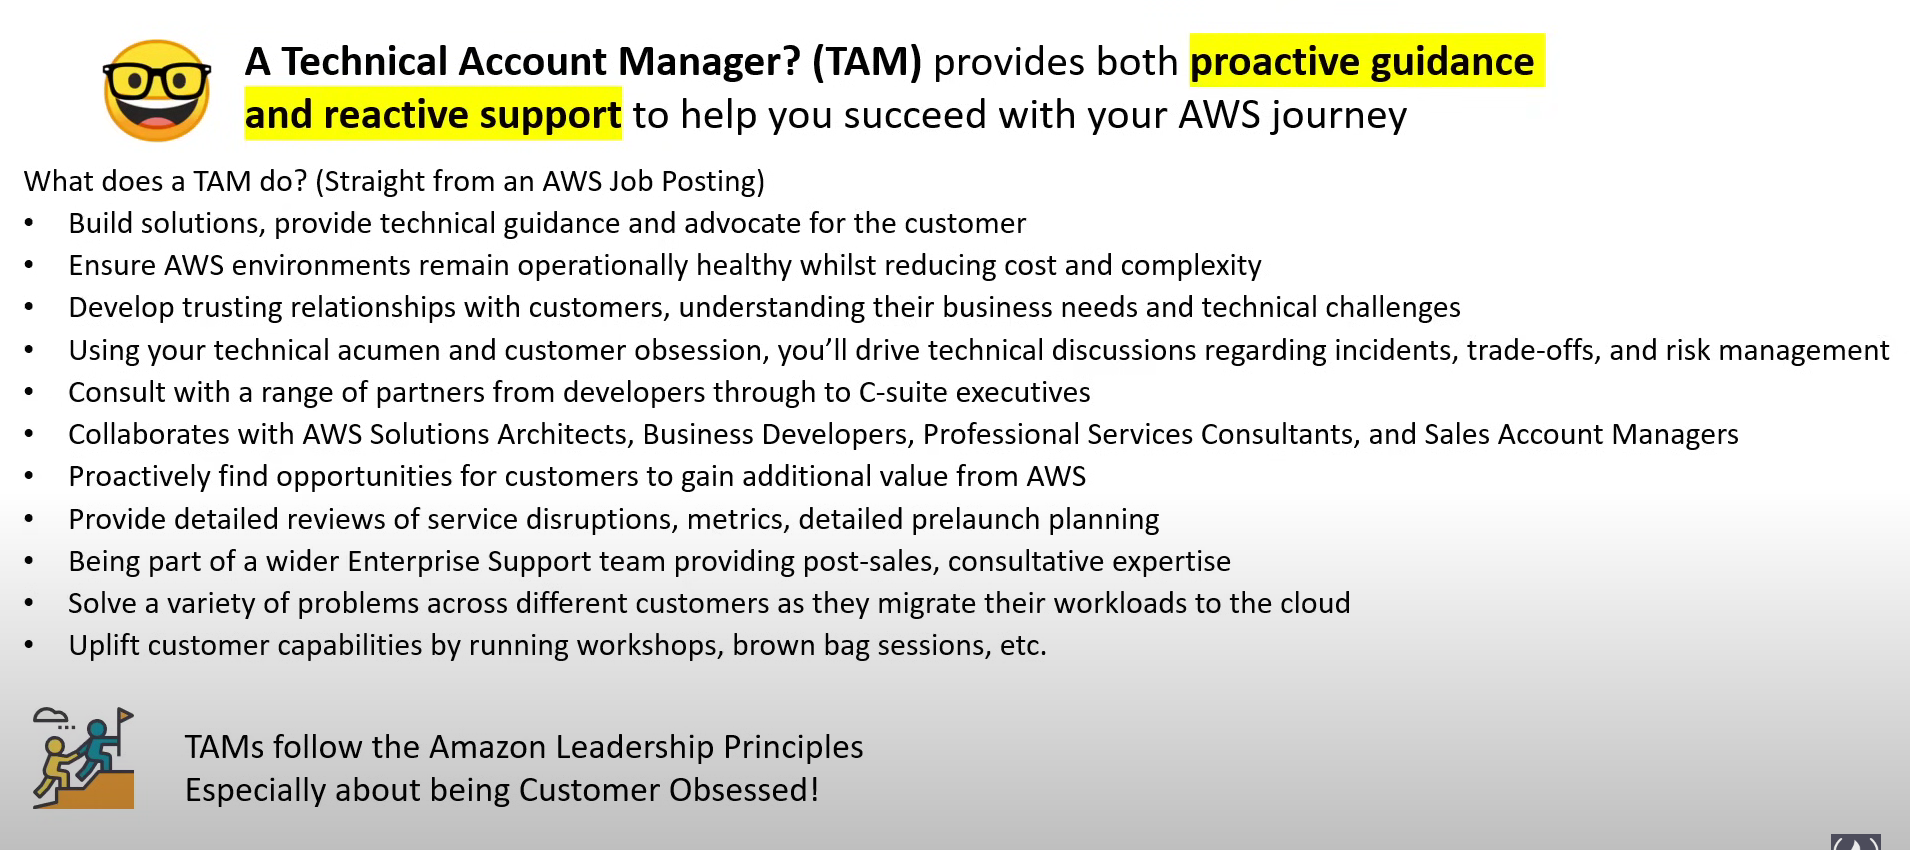 A Technical Account Manager? (TAM) provides both proactive guidance
and reactive support to help you succeed with your AWS journey
What does a TAM do? (Straight from an AWS Job Posting)
• Build solutions, provide technical guidance and advocate for the customer
• Ensure AWS environments remain operationally healthy whilst reducing cost and complexity
• Develop trusting relationships with customers, understanding their business needs and technical challenges
• Using your technical acumen and customer obsession, you’ll drive technical discussions regarding incidents, trade-offs, and risk management
• Consult with a range of partners from developers through to C-suite executives
• Collaborates with AWS Solutions Architects, Business Developers, Professional Services Consultants, and Sales Account Managers
• Proactively find opportunities for customers to gain additional value from AWS
• Provide detailed reviews of service disruptions, metrics, detailed prelaunch planning
• Being part of a wider Enterprise Support team providing post-sales, consultative expertise
• Solve a variety of problems across different customers as they migrate their workloads to the cloud
• Uplift customer capabilities by running workshops, brown bag sessions, etc.
TAMs follow the Amazon Leadership Principles
Especially about being Customer Obsessed!